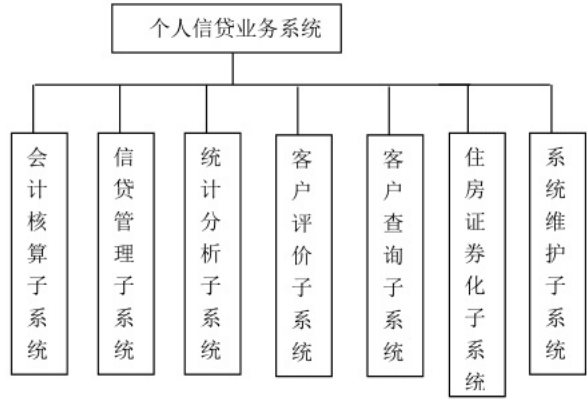 个人信贷业务系统
会计核算子系统
信贷管理子系统
统计分析子系统
客户评价子系统
客户查询子系统
住房证券化子系统
系统维护子系统